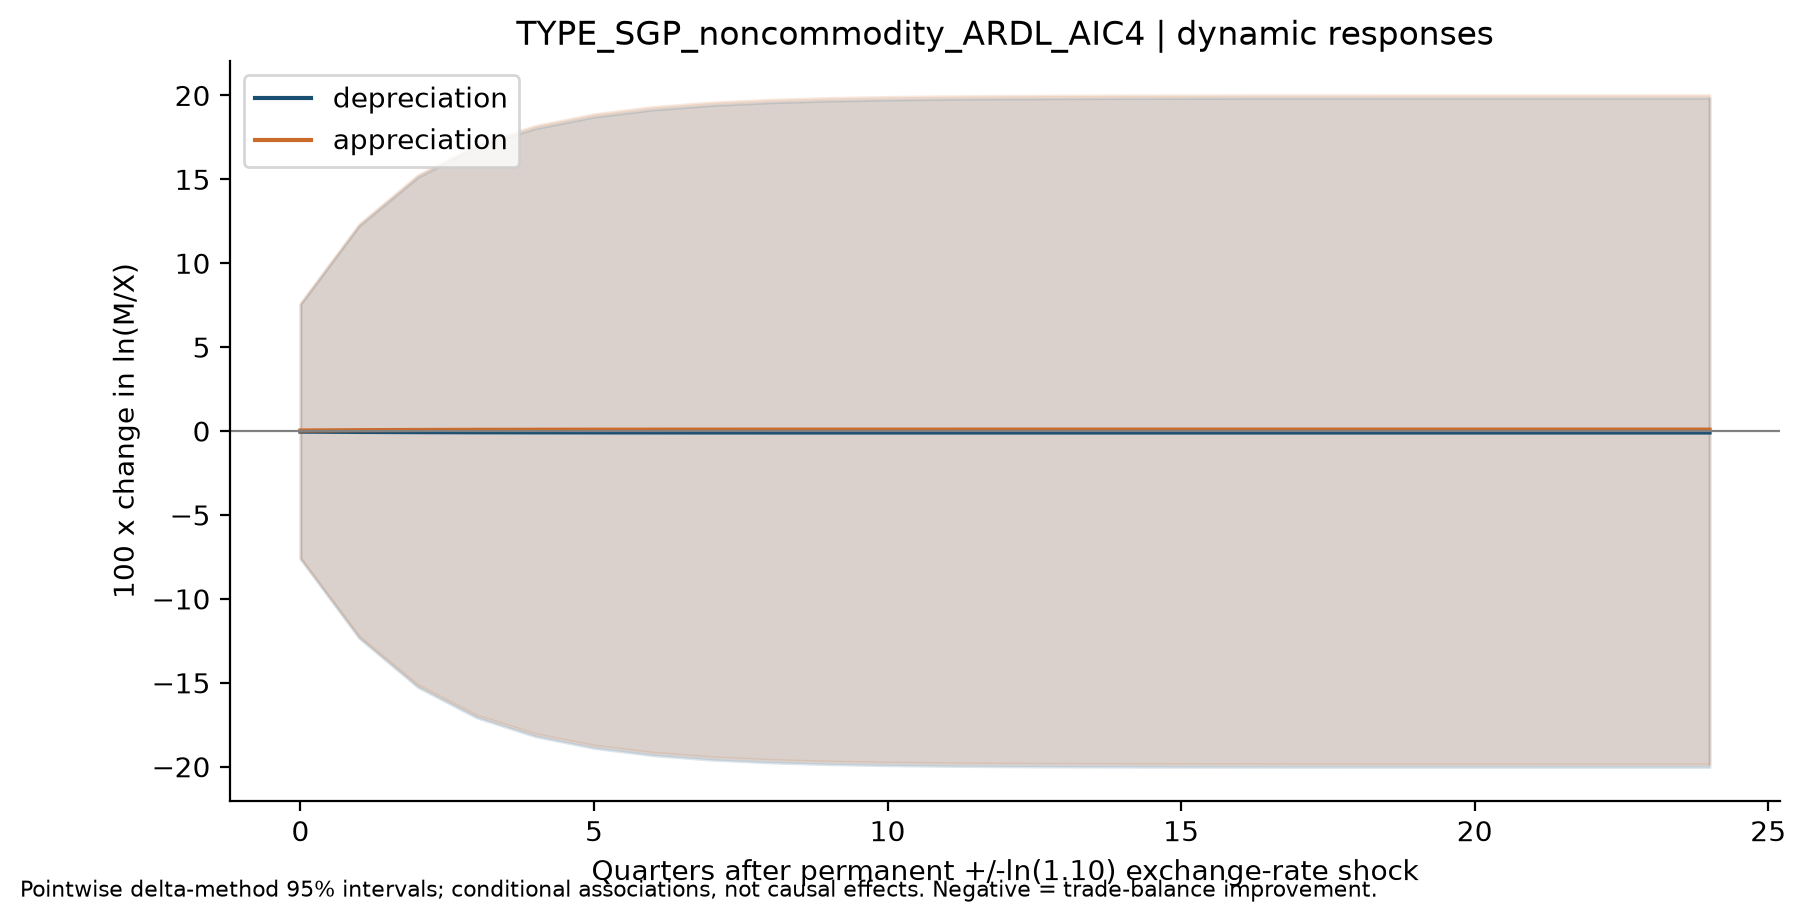 TYPE_SGP_noncommodity_ARDL_AIC4 | dynamic responses
depreciation
appreciation
100 x change in ln(M/X)
20
15
10
5
0
−5
−10
−15
−20
0 5 10 15 20 25
Quarters after permanent +/-ln(1.10) exchange-rate shock
Pointwise delta-method 95% intervals; conditional associations, not causal effects. Negative = trade-balance improvement.